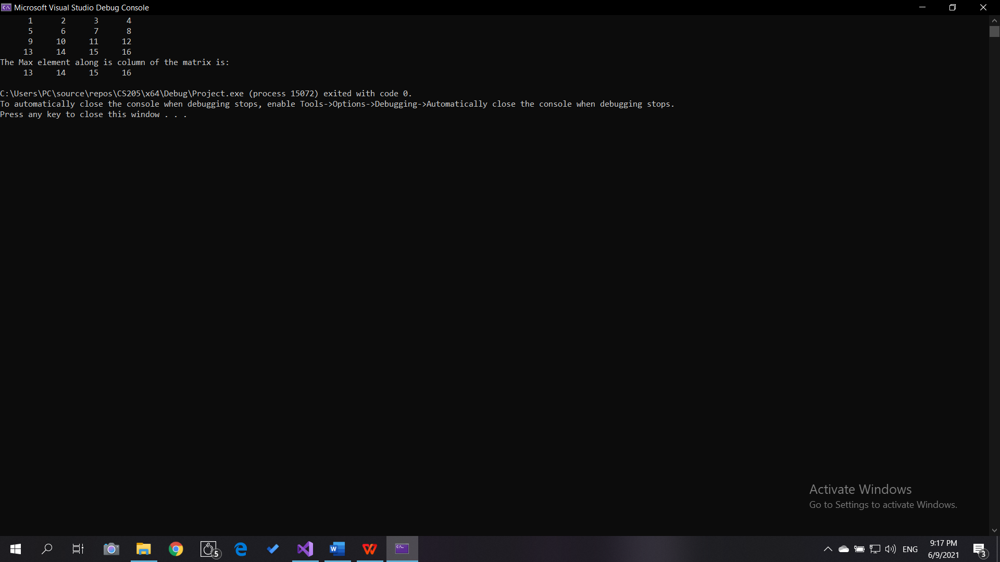 Microsoft Visual Studio Debug Console
1 2 3 4
5 6 7 8
9 10 11 12
13 14 15 16
The Max element along is column of the matrix is:
13 14 15 16
C:\Users\PC\source\repos\CS205\x64\Debug\Project.exe (process 15072) exited with code 0.
To automatically close the console when debugging stops, enable Tools->Options->Debugging->Automatically close the console when debugging stops.
Press any key to close this window . . .
Activate Windows
Go to Settings to activate Windows.
5
ENG
9:17 PM
6/9/2021
3